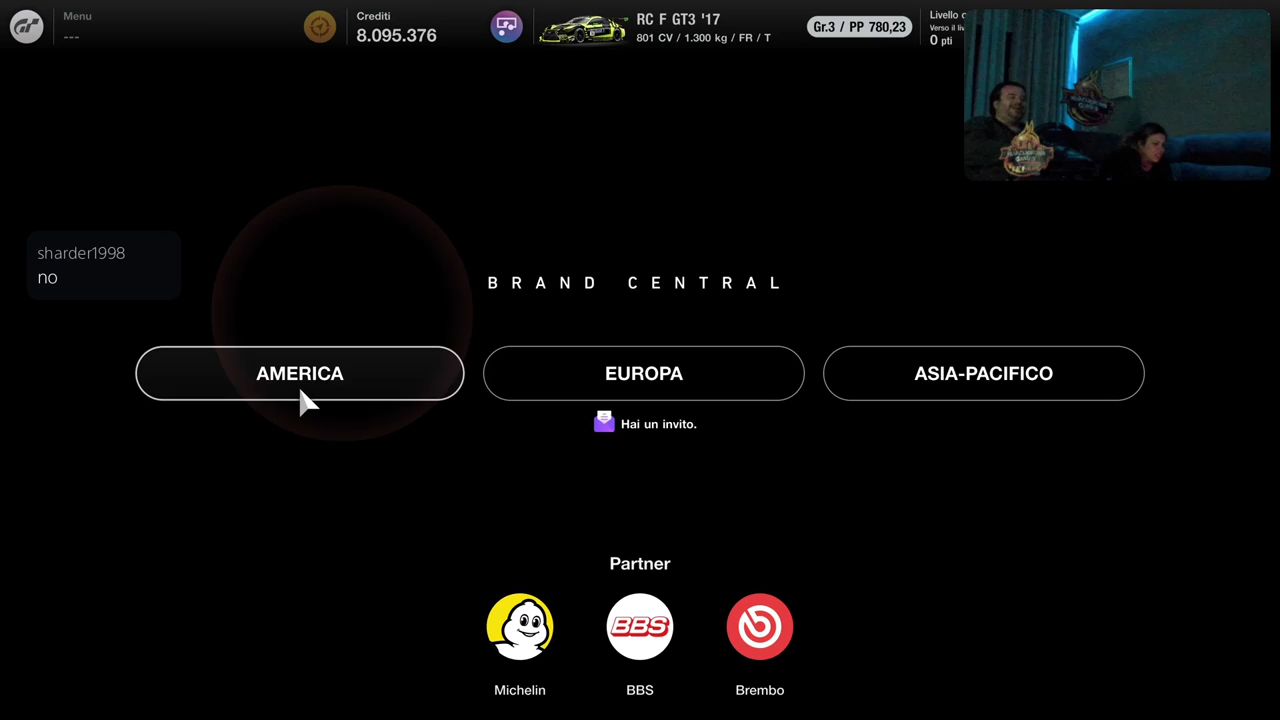 Menu
---
Crediti
8.095.376
RC F GT3 '17
801 CV / 1.300 kg / FR / T
Gr.3 / PP 780,23
Livello
Verso il liv
0 pti
sharder1998
no
BRAND CENTRAL
AMERICA
EUROPA
ASIA-PACIFICO
Hai un invito.
Partner
BBS
Michelin
BBS
Brembo